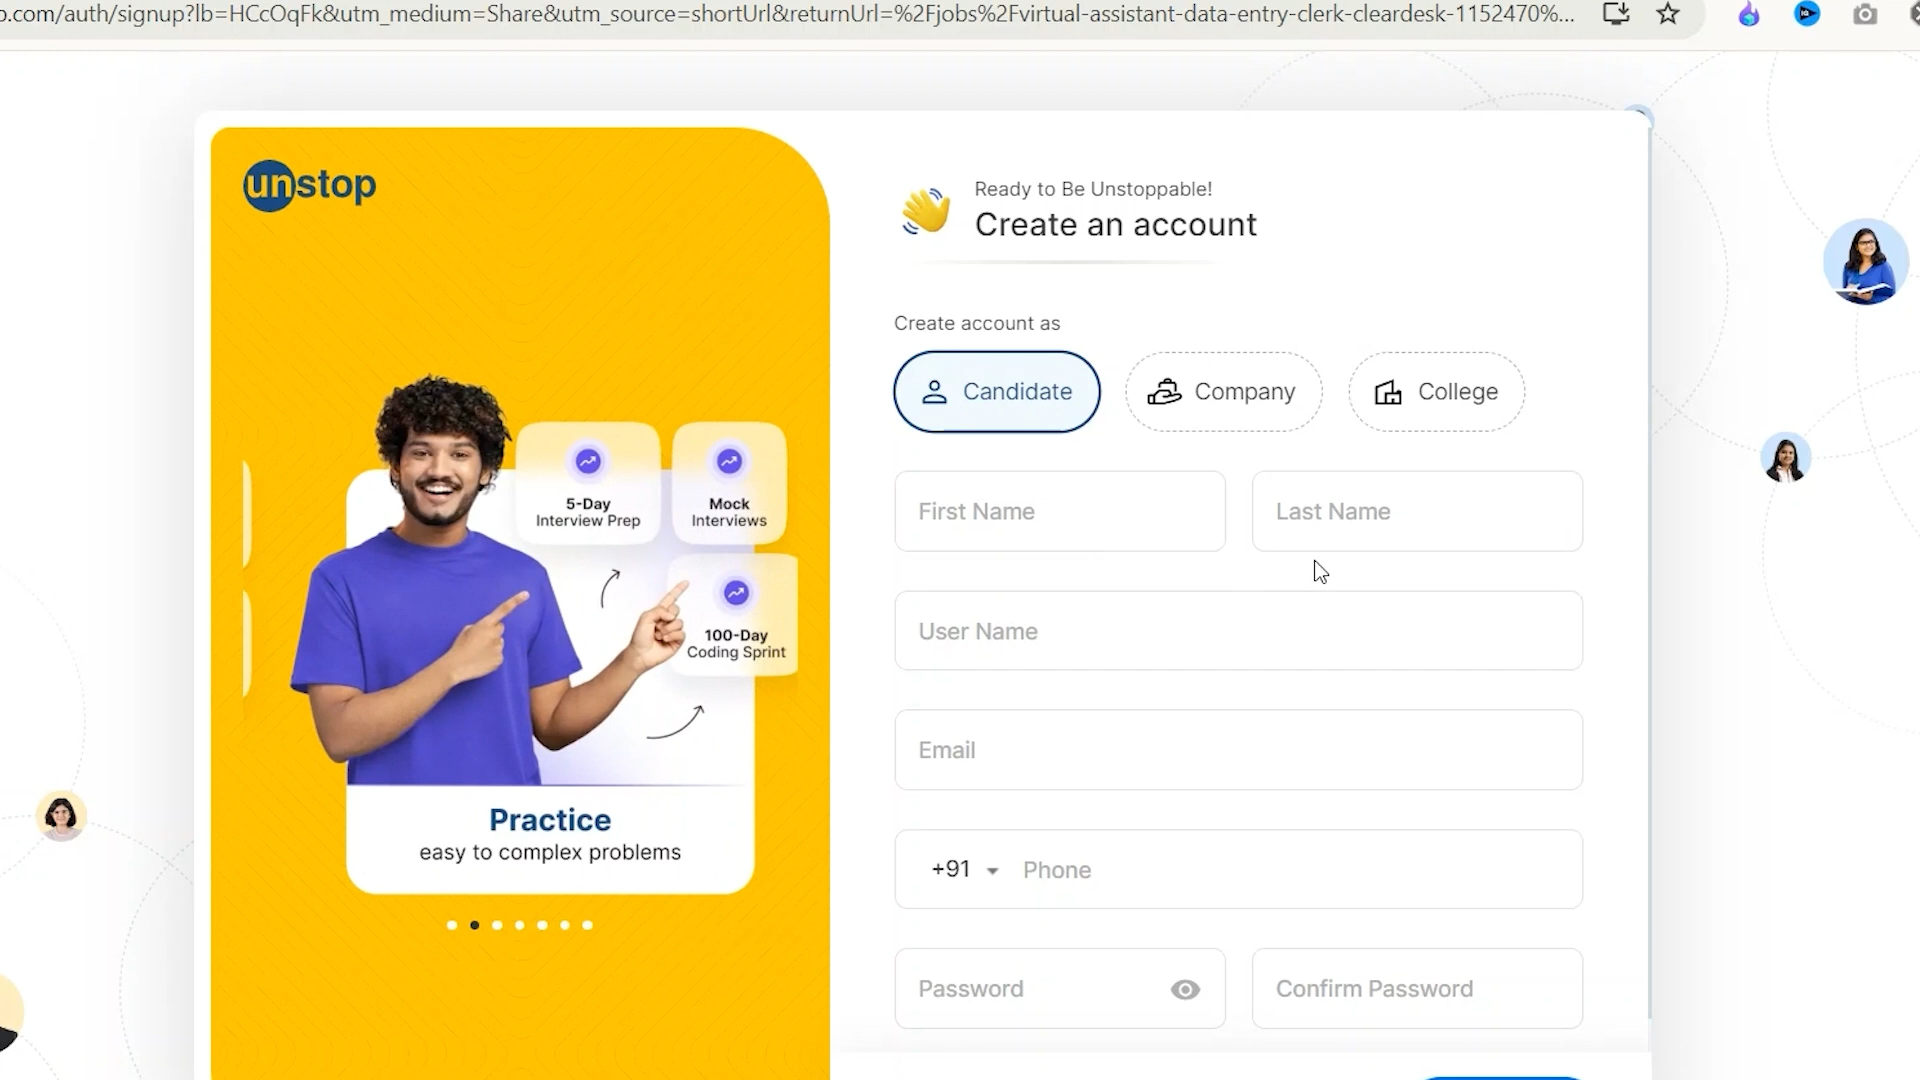 o.com/auth/signup?lb=HCcOqFk&utm_medium=Share&utm_source=shortUrl&returnUrl=%2Fjobs%2Fvirtual-assistant-data-entry-clerk-cleardesk-1152470%...
unstop
Ready to Be Unstoppable!
Create an account
Create account as
Candidate
Company
College
5-Day
Interview Prep
Mock
Interviews
100-Day
Coding Sprint
Practice
easy to complex problems
First Name
Last Name
User Name
Email
+91
Phone
Password
Confirm Password